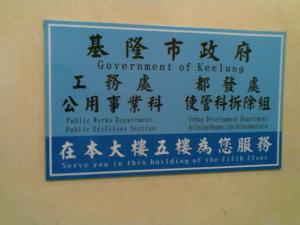 基隆市政府
Government of Keelung
工務處 都發處
公用事業科 使管科拆除組
Public Works Department Urban Development Department
Public Utilities Section
在本大樓五樓為您服務
Serve you in this building of the fifth floor